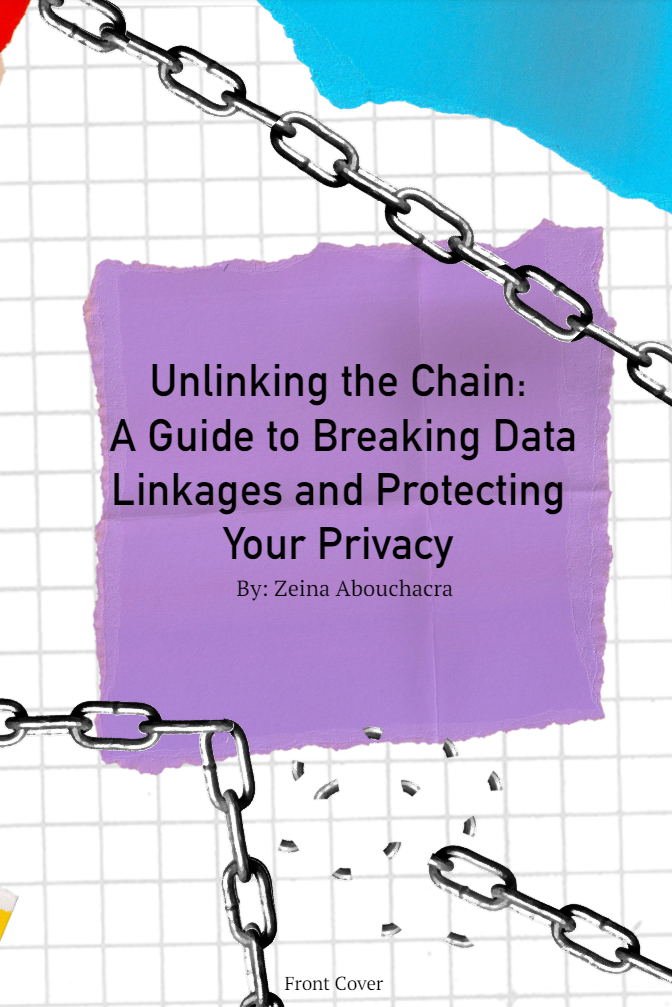 Unlinking the Chain:
A Guide to Breaking Data
Linkages and Protecting
Your Privacy
By: Zeina Abouchacra
Front Cover